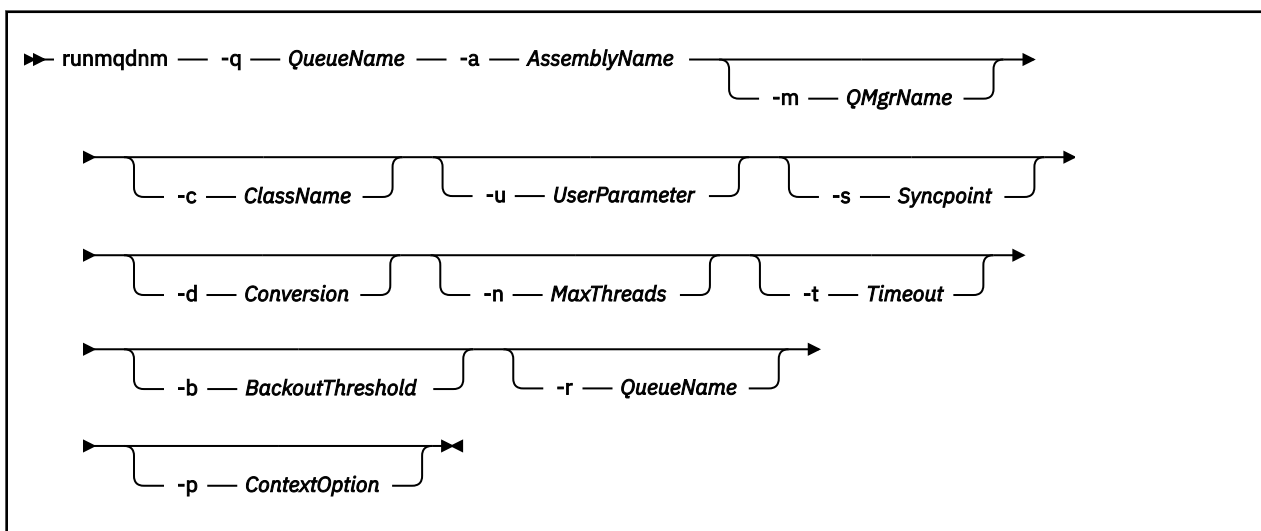 runmqdnm -q QueueName -a AssemblyName
-m QMgrName
-c ClassName -u UserParameter -s Syncpoint
-d Conversion -n MaxThreads -t Timeout
-b BackoutThreshold -r QueueName
-p ContextOption